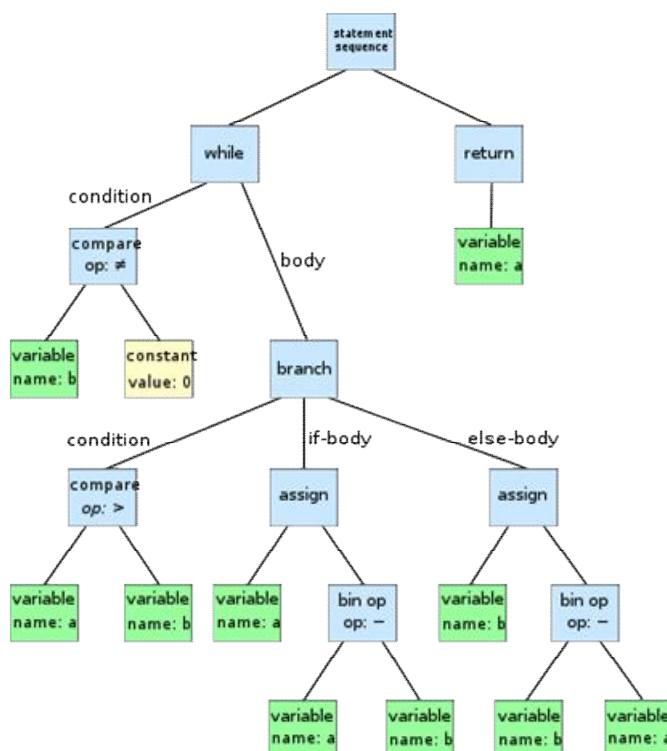 statement
sequence
while
return
condition
compare
op: ≠
body
variable
name: a
variable
name: b
constant
value: 0
branch
condition
if-body
else-body
compare
op: >
assign
assign
variable
name: a
variable
name: b
variable
name: a
bin op
op: −
variable
name: b
bin op
op: −
variable
name: a
variable
name: b
variable
name: b
variable
name: a